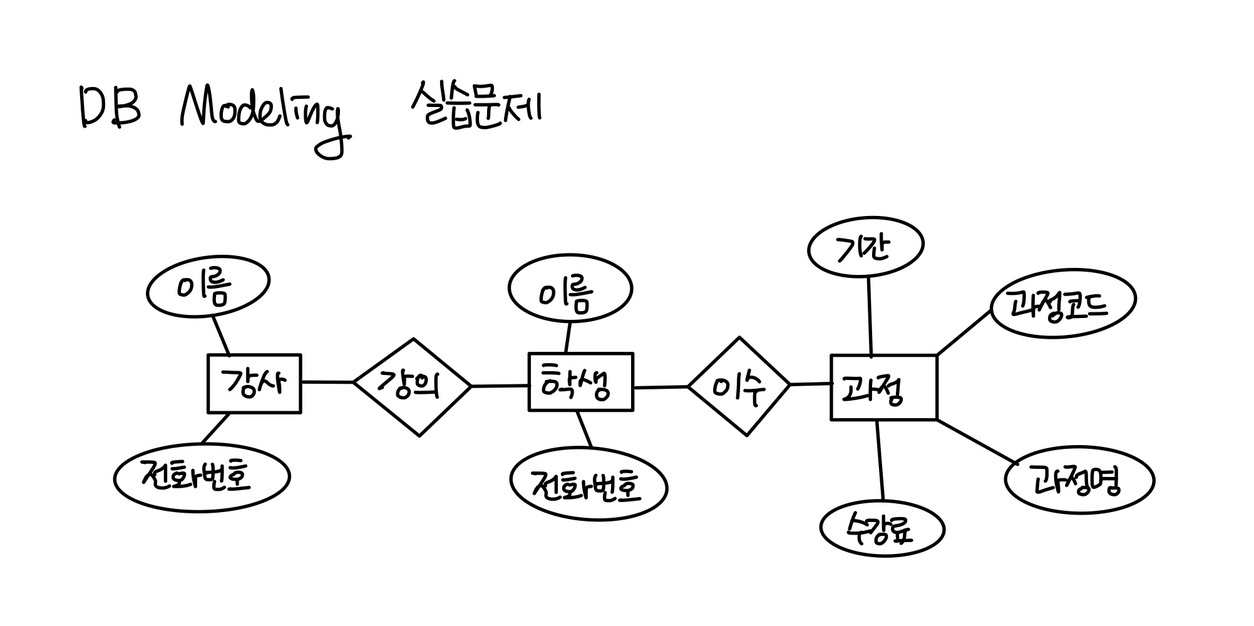 DB Modeling 실습문제
기간
이름
이름
과정코드
강사
강의
학생
이수
과정
전화번호
전화번호
과정명
수강료